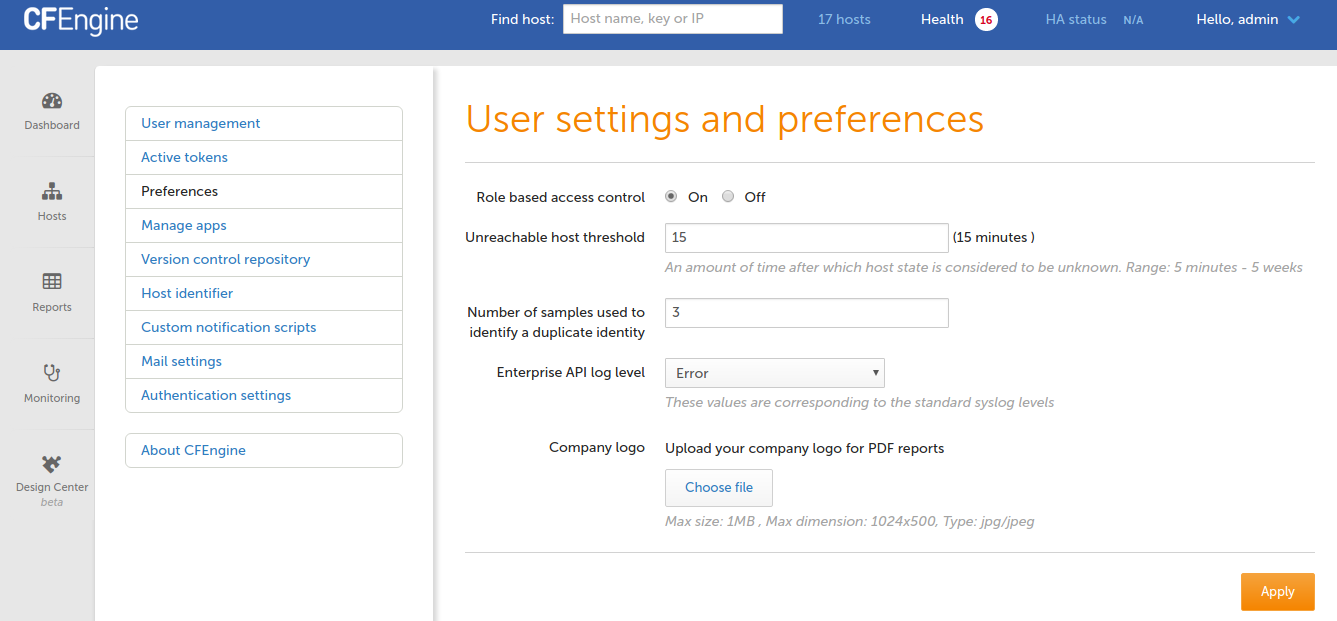 CFEngine
Find host: Host name, key or IP 17 hosts Health 16 HA status N/A Hello, admin
Dashboard
Hosts
Reports
Monitoring
Design Center
beta
User management
Active tokens
Preferences
Manage apps
Version control repository
Host identifier
Custom notification scripts
Mail settings
Authentication settings
About CFEngine
User settings and preferences
Role based access control On Off
Unreachable host threshold 15 (15 minutes )
An amount of time after which host state is considered to be unknown. Range: 5 minutes - 5 weeks
Number of samples used to
identify a duplicate identity
3
Enterprise API log level Error
These values are corresponding to the standard syslog levels
Company logo Upload your company logo for PDF reports
Choose file
Max size: 1MB , Max dimension: 1024x500, Type: jpg/jpeg
Apply